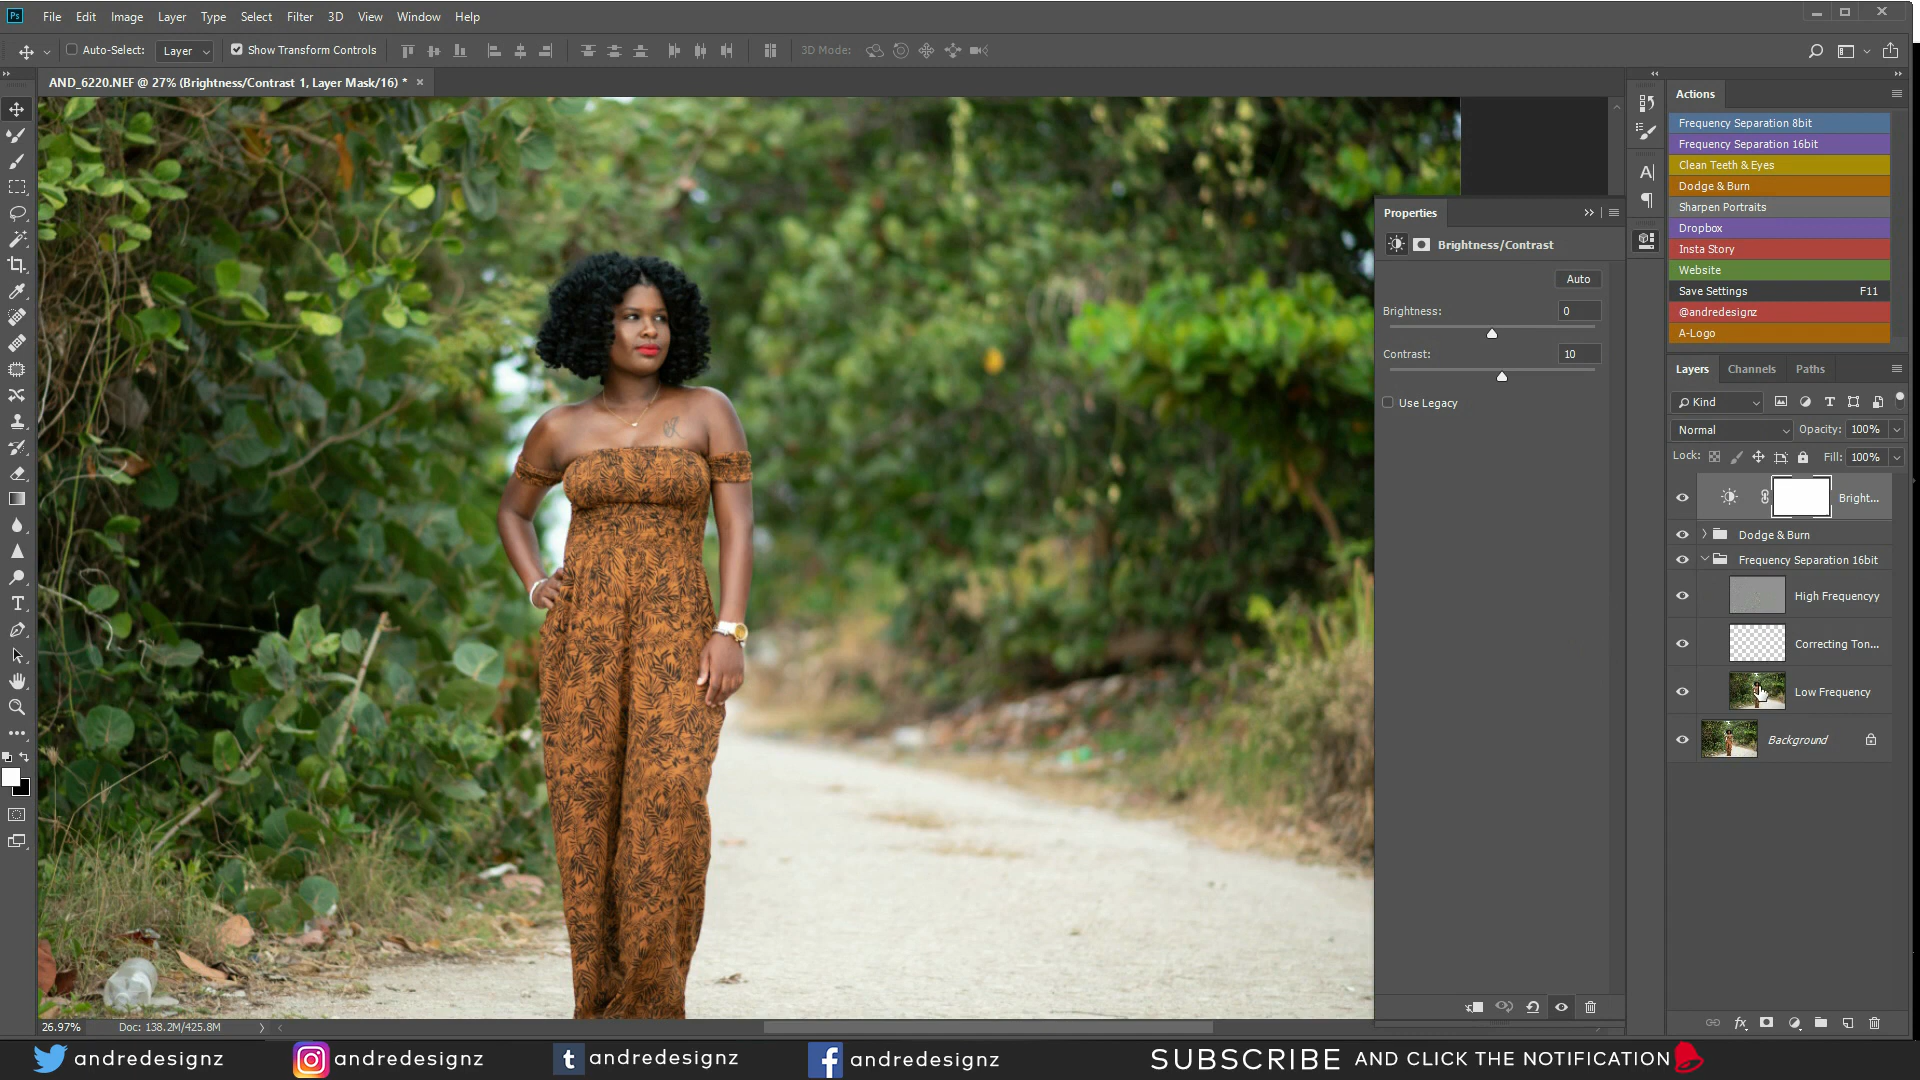 Ps File Edit Image Layer Type Select Filter 3D View Window Help
Auto-Select: Layer Show Transform Controls 3D Mode:
AND_6220.NEF @ 27% (Brightness/Contrast 1, Layer Mask/16) * ×
Actions
Frequency Separation 8bit
Frequency Separation 16bit
Clean Teeth & Eyes
Dodge & Burn
Sharpen Portraits
Dropbox
Insta Story
Website
Save Settings F11
@andredesignz
A-Logo
Properties
Brightness/Contrast
Auto
Brightness: 0
Contrast: 10
Use Legacy
Layers Channels Paths
Kind
Normal Opacity: 100%
Lock: Fill: 100%
Bright...
Dodge & Burn
Frequency Separation 16bit
High Frequencyy
Correcting Ton...
Low Frequency
Background
26.97% Doc: 138.2M/425.8M
andredesignz andredesignz andredesignz andredesignz SUBSCRIBE AND CLICK THE NOTIFICATION